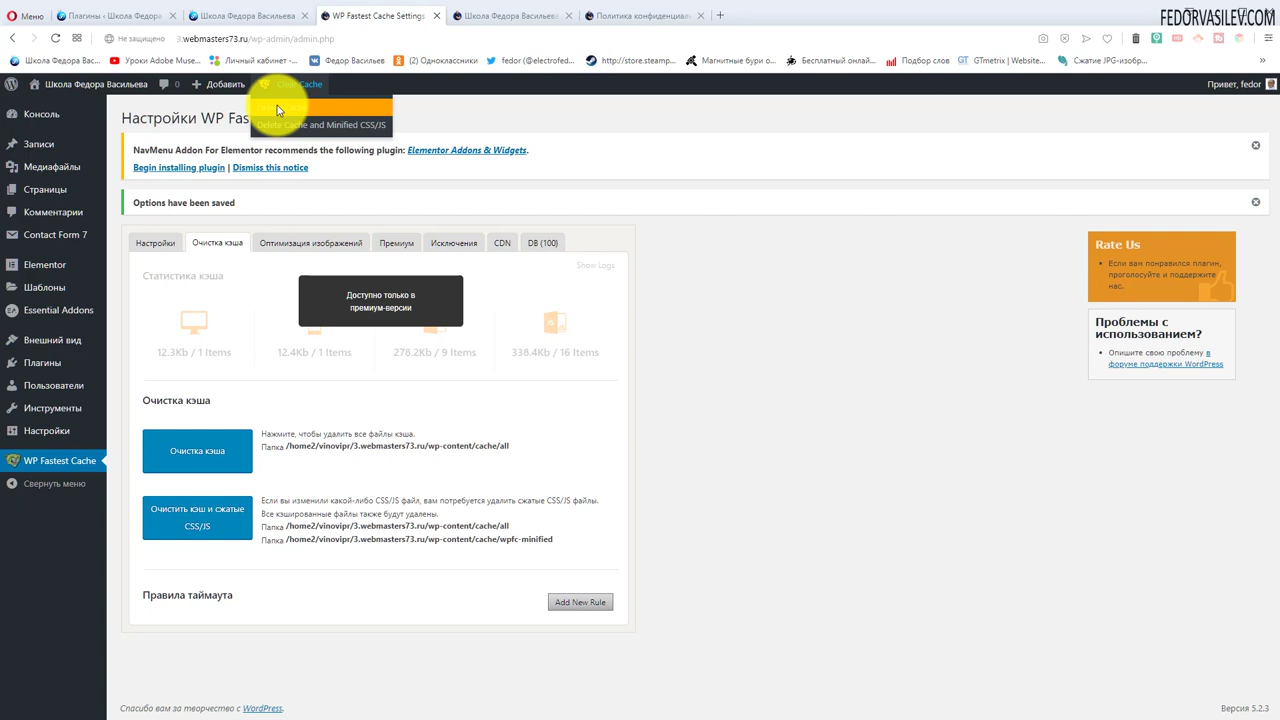 Меню
Плагины ‹ Школа Федора
Школа Федора Васильева
WP Fastest Cache Settings
Школа Федора Васильева
Политика конфиденциаль
FEDORVASILEV.COM
Не защищено
3.webmasters73.ru/wp-admin/admin.php
Школа Федора Васил
Уроки Adobe Muse...
Личный кабинет -...
Федор Васильев
(2) Одноклассники
fedor (@electrofed...
http://store.steamp...
Магнитные бури о...
Бесплатный онлай...
Подбор слов
GTmetrix | Website...
Сжатие JPG-изобр...
Школа Федора Васильева
0
Добавить
Clear Cache
Привет, fedor
Delete Cache and Minified CSS/JS
Консоль
Записи
Медиафайлы
Страницы
Комментарии
Contact Form 7
Elementor
Шаблоны
Essential Addons
Внешний вид
Плагины
Пользователи
Инструменты
Настройки
WP Fastest Cache
Свернуть меню
Настройки WP Fas
NavMenu Addon For Elementor recommends the following plugin: Elementor Addons & Widgets.
Begin installing plugin | Dismiss this notice
Options have been saved
Настройки
Очистка кэша
Оптимизация изображений
Премиум
Исключения
CDN
DB (100)
Статистика кэша
Show Logs
Доступно только в
премиум-версии
12.3Kb / 1 Items
12.4Kb / 1 Items
278.2Kb / 9 Items
338.4Kb / 16 Items
Очистка кэша
Очистка кэша
Нажмите, чтобы удалить все файлы кэша.
Папка /home2/vinovipr/3.webmasters73.ru/wp-content/cache/all
Очистить кэш и сжатые
CSS/JS
Если вы изменили какой-либо CSS/JS файл, вам потребуется удалить сжатые CSS/JS файлы.
Все кэшированные файлы также будут удалены.
Папка /home2/vinovipr/3.webmasters73.ru/wp-content/cache/all
Папка /home2/vinovipr/3.webmasters73.ru/wp-content/cache/wpfc-minified
Правила таймаута
Add New Rule
Rate Us
Если вам понравился плагин,
проголосуйте и поддержите
нас.
Проблемы с
использованием?
Опишите свою проблему в
форуме поддержки WordPress
Спасибо вам за творчество с WordPress.
Версия 5.2.3